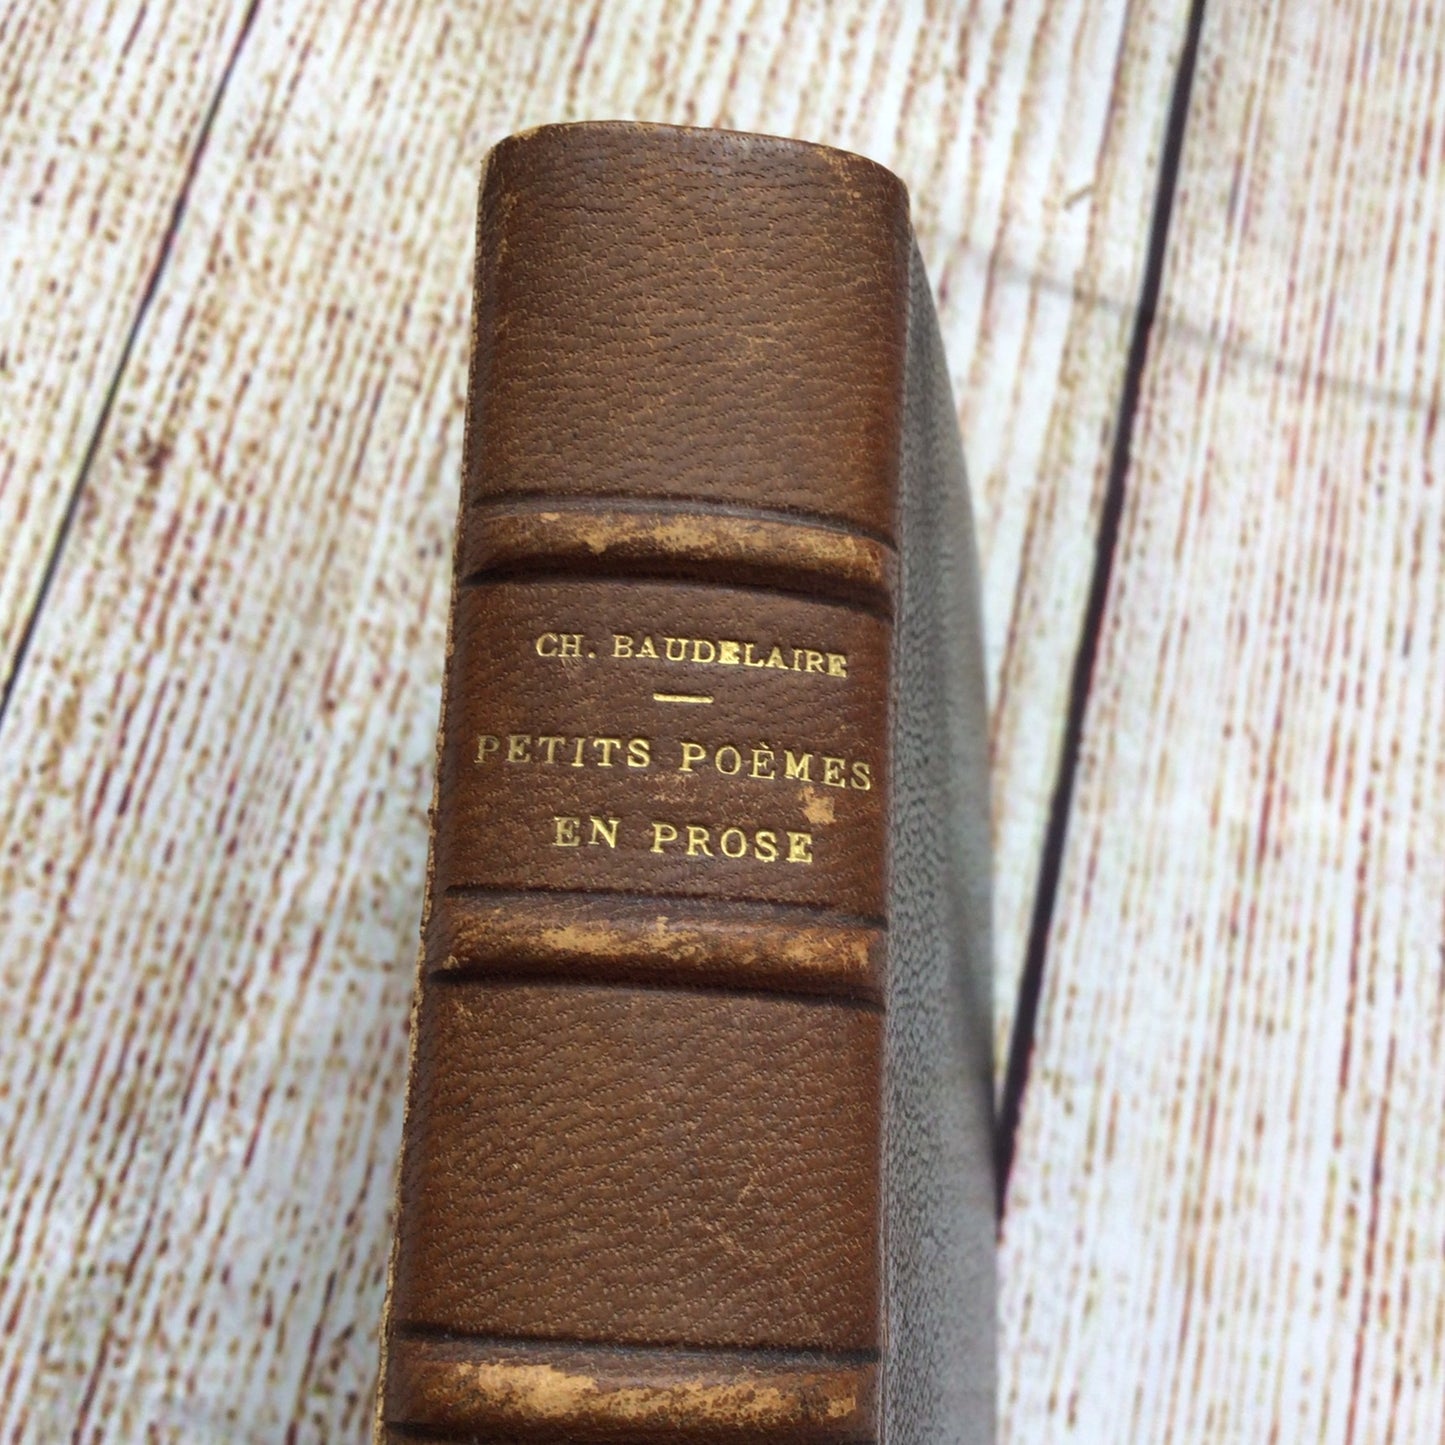 CH. BAUDELAIRE
PETITS POÈMES
EN PROSE